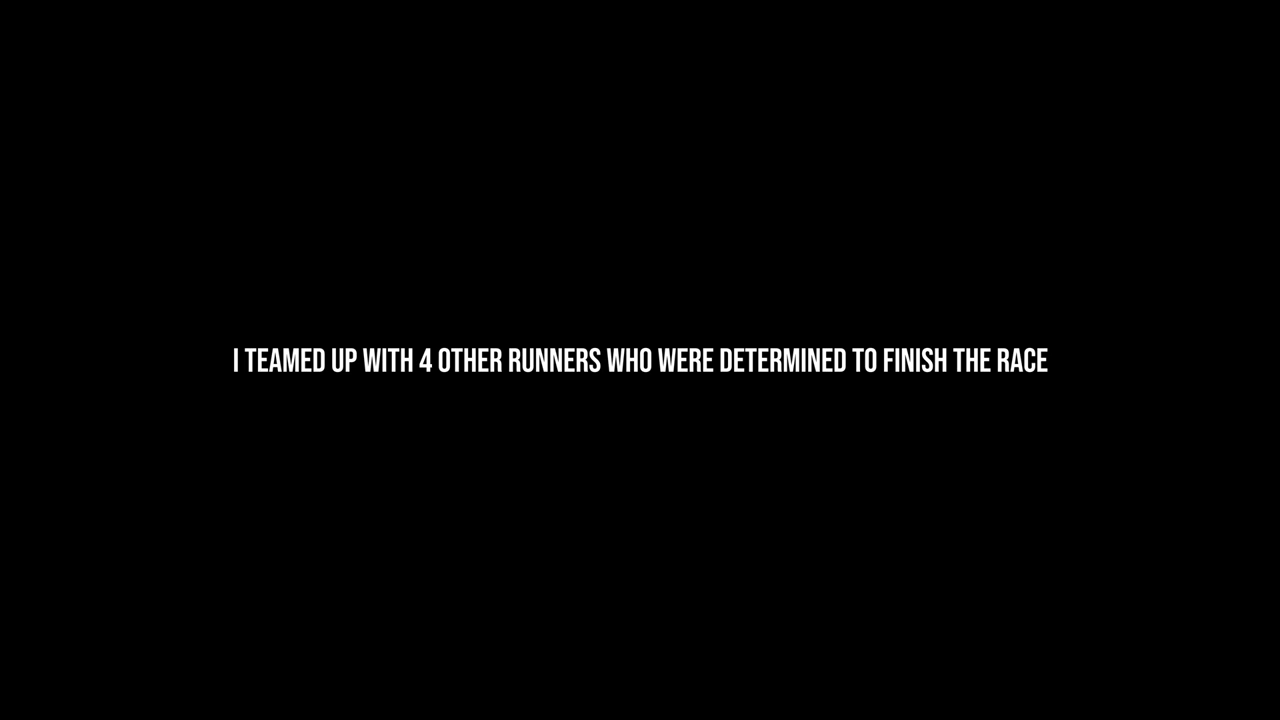 I TEAMED UP WITH 4 OTHER RUNNERS WHO WERE DETERMINED TO FINISH THE RACE